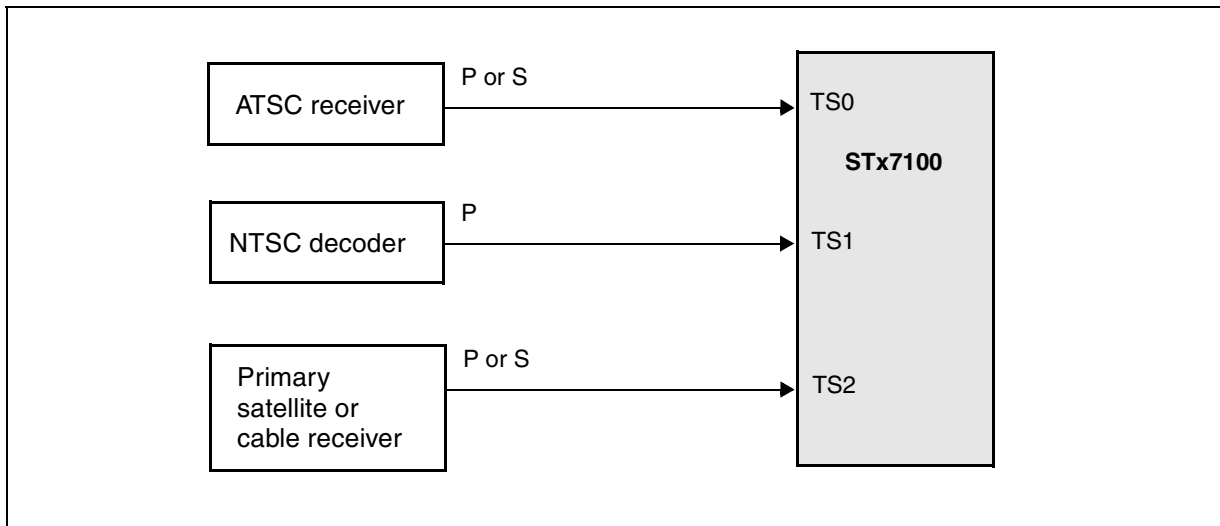 P or S
ATSC receiver
TS0
STx7100
P
NTSC decoder
TS1
P or S
Primary
satellite or
cable receiver
TS2